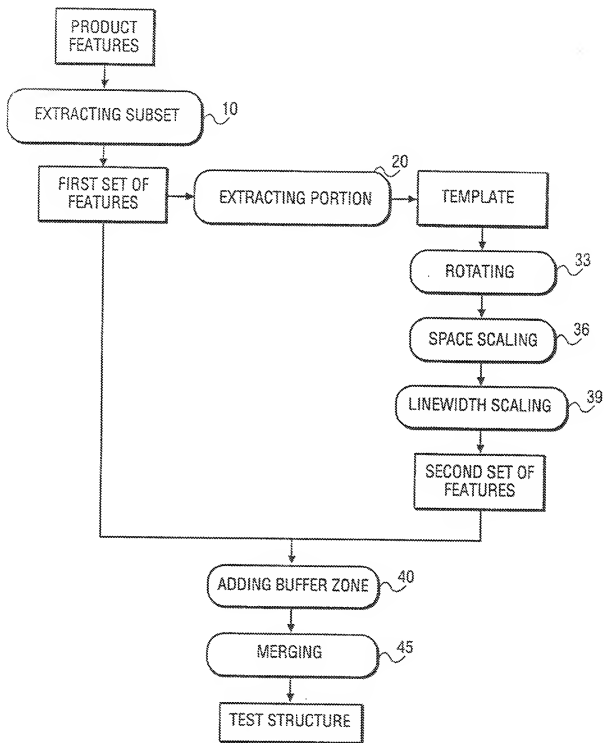 PRODUCT
FEATURES
EXTRACTING SUBSET
10
FIRST SET OF
FEATURES
20
EXTRACTING PORTION
TEMPLATE
ROTATING
33
SPACE SCALING
36
LINEWIDTH SCALING
39
SECOND SET OF
FEATURES
ADDING BUFFER ZONE
40
MERGING
45
TEST STRUCTURE